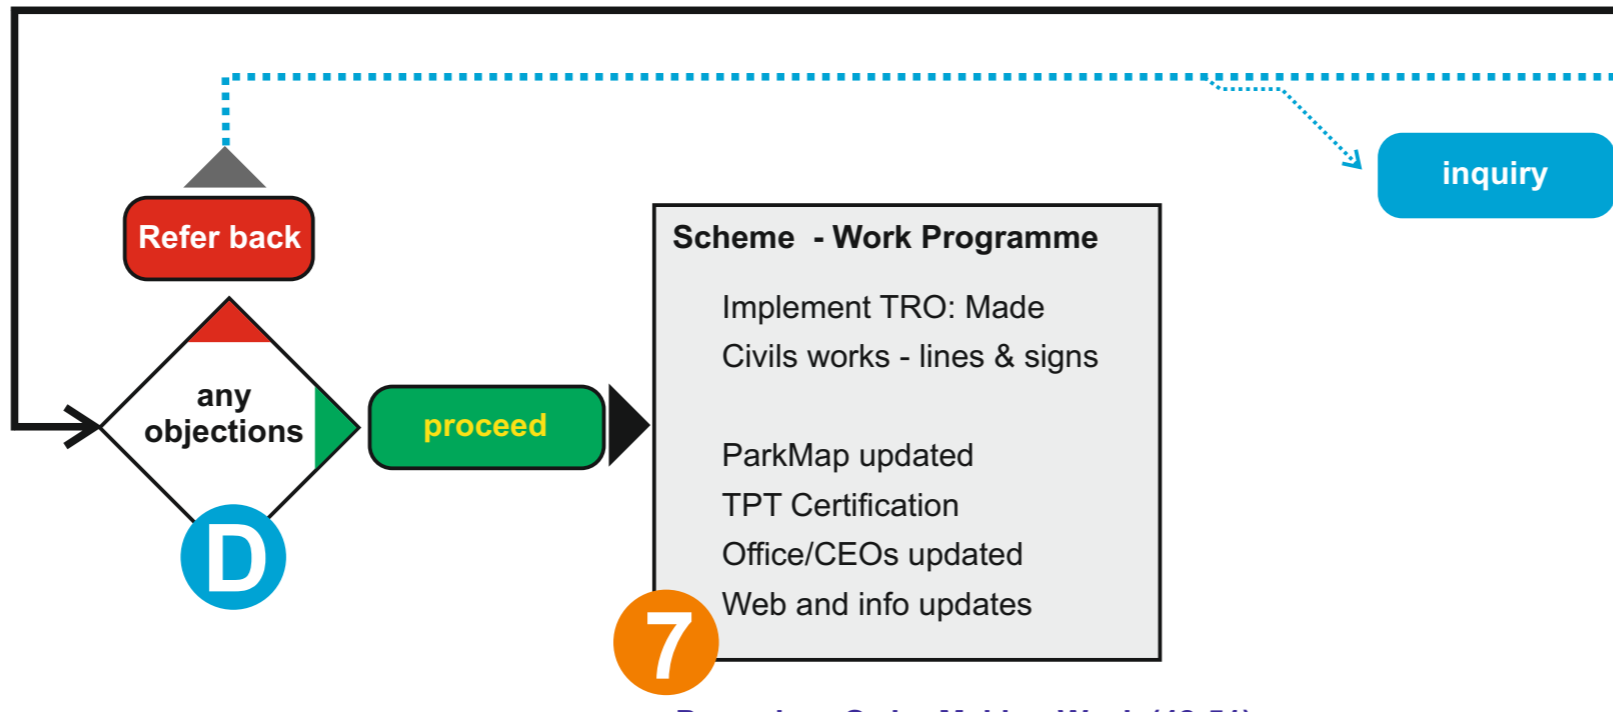 inquiry
Refer back
Scheme - Work Programme
Implement TRO: Made
Civils works - lines & signs
any
objections
proceed
ParkMap updated
TPT Certification
Office/CEOs updated
Web and info updates
D
7